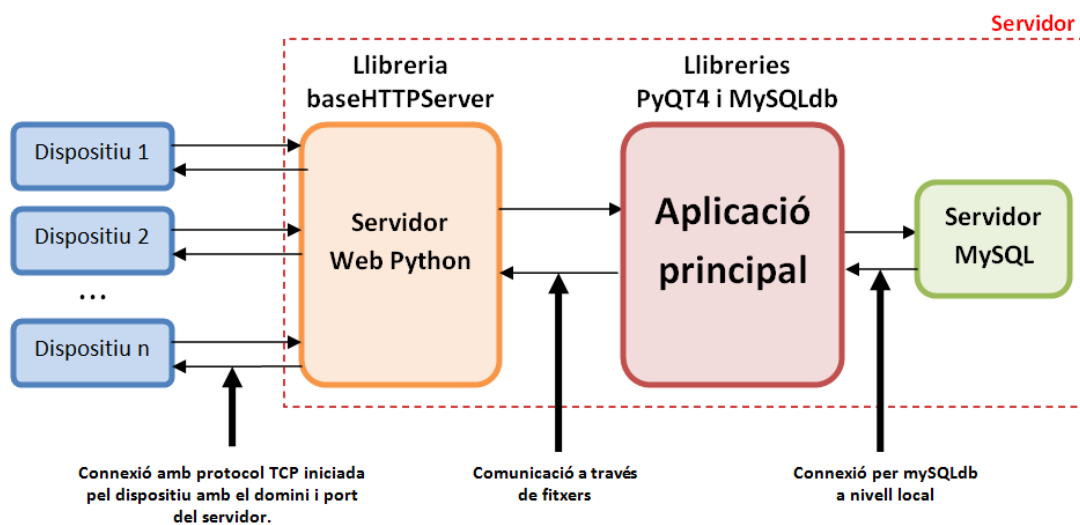 Servidor
Llibreria
baseHTTPServer
Llibreries
PyQT4 i MySQLdb
Dispositiu 1
Dispositiu 2
...
Dispositiu n
Servidor
Web Python
Aplicació
principal
Servidor
MySQL
Connexió amb protocol TCP iniciada
pel dispositiu amb el domini i port
del servidor.
Comunicació a través
de fitxers
Connexió per mySQLdb
a nivell local